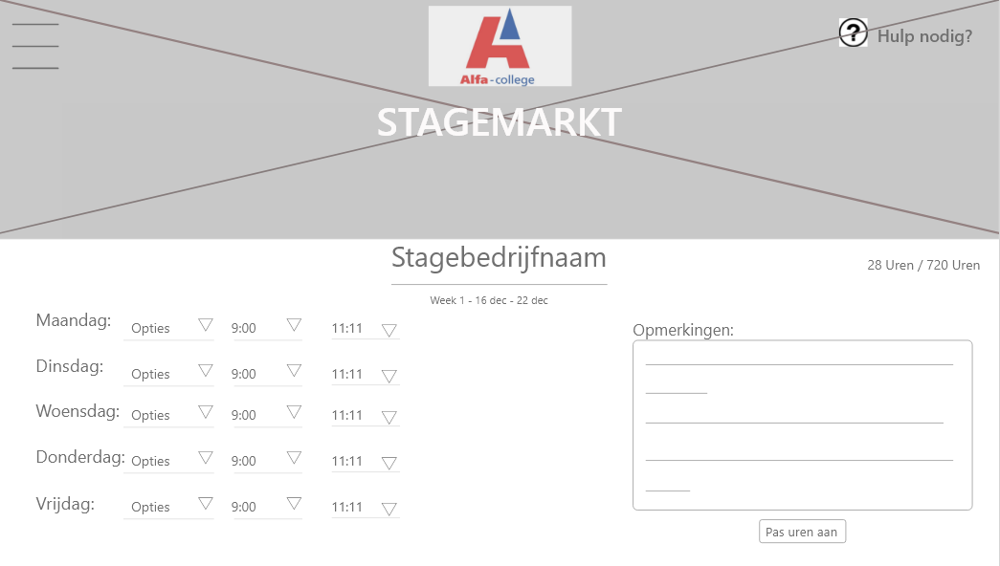 Alfa-college
? Hulp nodig?
STAGEMARKT
Stagebedrijfnaam
28 Uren / 720 Uren
Week 1 - 16 dec - 22 dec
Maandag: Opties 9:00 11:11
Dinsdag: Opties 9:00 11:11
Woensdag: Opties 9:00 11:11
Donderdag: Opties 9:00 11:11
Vrijdag: Opties 9:00 11:11
Opmerkingen:
Pas uren aan